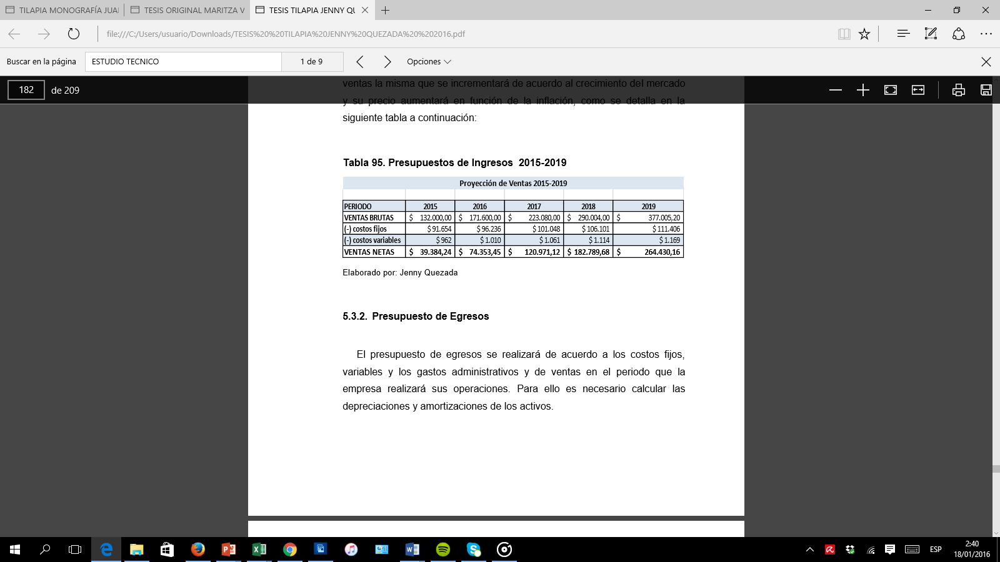 TILAPIA MONOGRAFÍA JUAI
TESIS ORIGINAL MARITZA V
TESIS TILAPIA JENNY QU
file:///C:/Users/usuario/Downloads/TESIS%20%20TILAPIA%20JENNY%20QUEZADA%20%202016.pdf
Buscar en la página ESTUDIO TECNICO 1 de 9 Opciones
182 de 209
ventas la misma que se incrementará de acuerdo al crecimiento del mercado
y su precio aumentará en función de la inflación, como se detalla en la
siguiente tabla a continuación:
Tabla 95. Presupuestos de Ingresos 2015-2019
Proyección de Ventas 2015-2019
PERIODO 2015 2016 2017 2018 2019
VENTAS BRUTAS $ 132.000,00 $ 171.600,00 $ 223.080,00 $ 290.004,00 $ 377.005,20
(-) costos fijos $ 91.654 $ 96.236 $ 101.048 $ 106.101 $ 111.406
(-) costos variables $ 962 $ 1.010 $ 1.061 $ 1.114 $ 1.169
VENTAS NETAS $ 39.384,24 $ 74.353,45 $ 120.971,12 $ 182.789,68 $ 264.430,16
Elaborado por: Jenny Quezada
5.3.2. Presupuesto de Egresos
El presupuesto de egresos se realizará de acuerdo a los costos fijos,
variables y los gastos administrativos y de ventas en el periodo que la
empresa realizará sus operaciones. Para ello es necesario calcular las
depreciaciones y amortizaciones de los activos.
ESP
2:40
18/01/2016